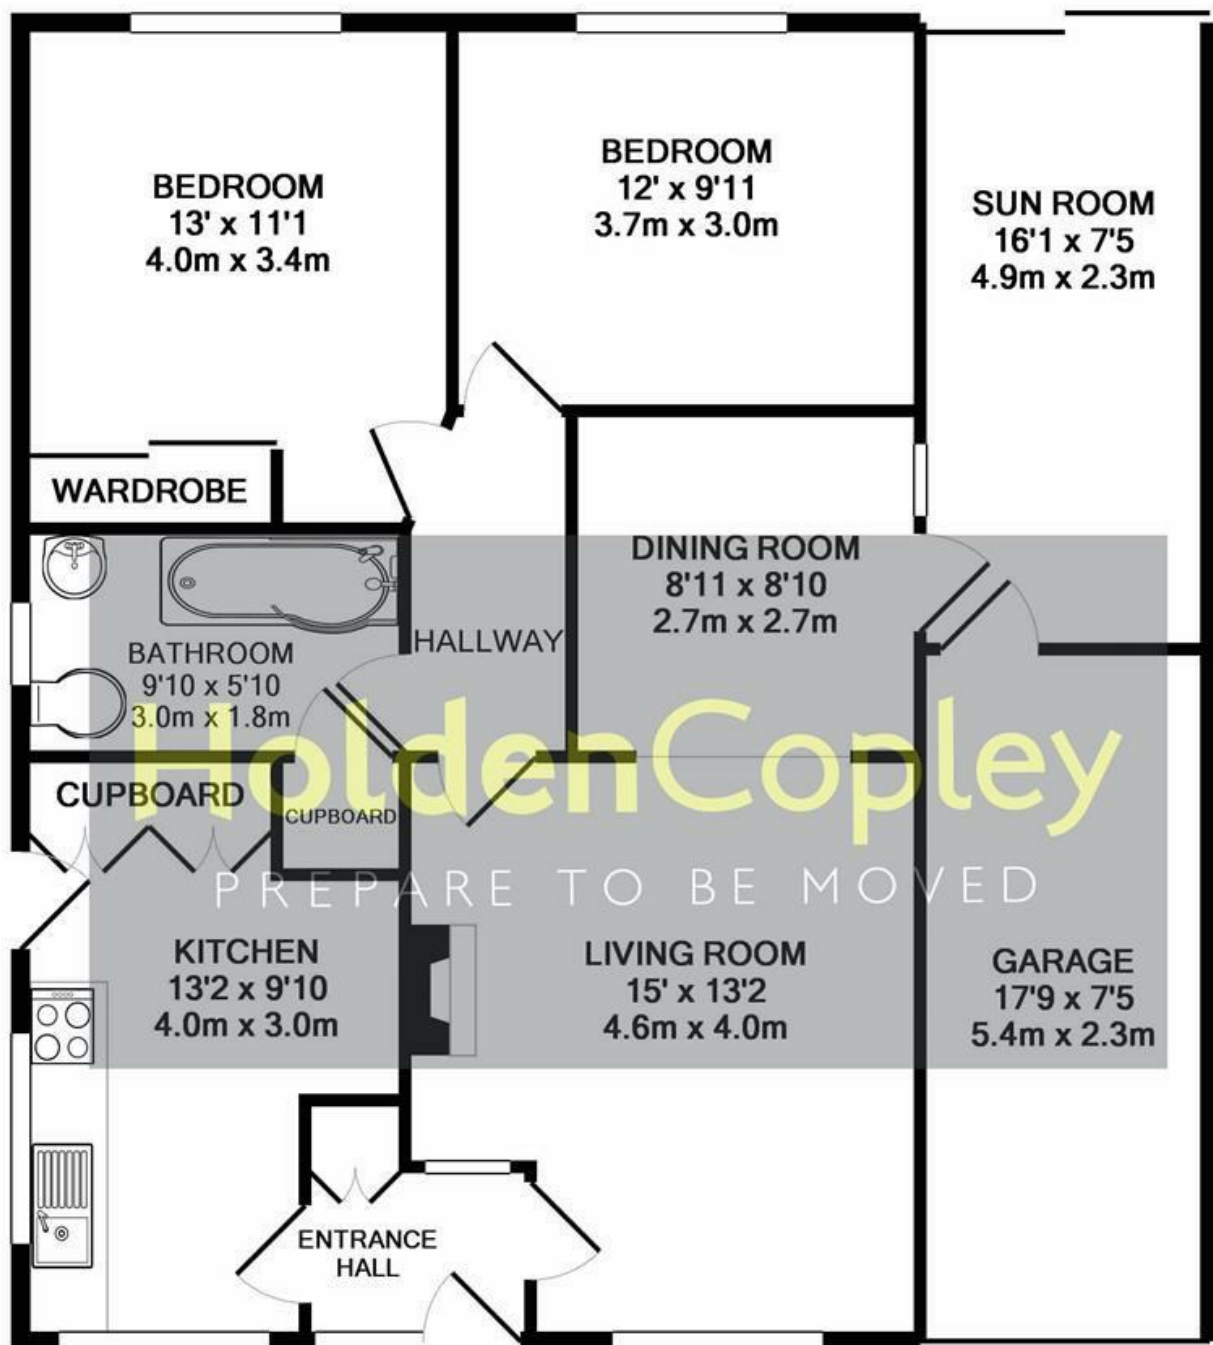 BEDROOM
13' x 11'1
4.0m x 3.4m
BEDROOM
12' x 9'11
3.7m x 3.0m
SUN ROOM
16'1 x 7'5
4.9m x 2.3m
WARDROBE
DINING ROOM
8'11 x 8'10
2.7m x 2.7m
HALLWAY
BATHROOM
9'10 x 5'10
3.0m x 1.8m
HoldenCopley
CUPBOARD
CUPBOARD
PREPARE TO BE MOVED
KITCHEN
13'2 x 9'10
4.0m x 3.0m
LIVING ROOM
15' x 13'2
4.6m x 4.0m
GARAGE
17'9 x 7'5
5.4m x 2.3m
ENTRANCE
HALL